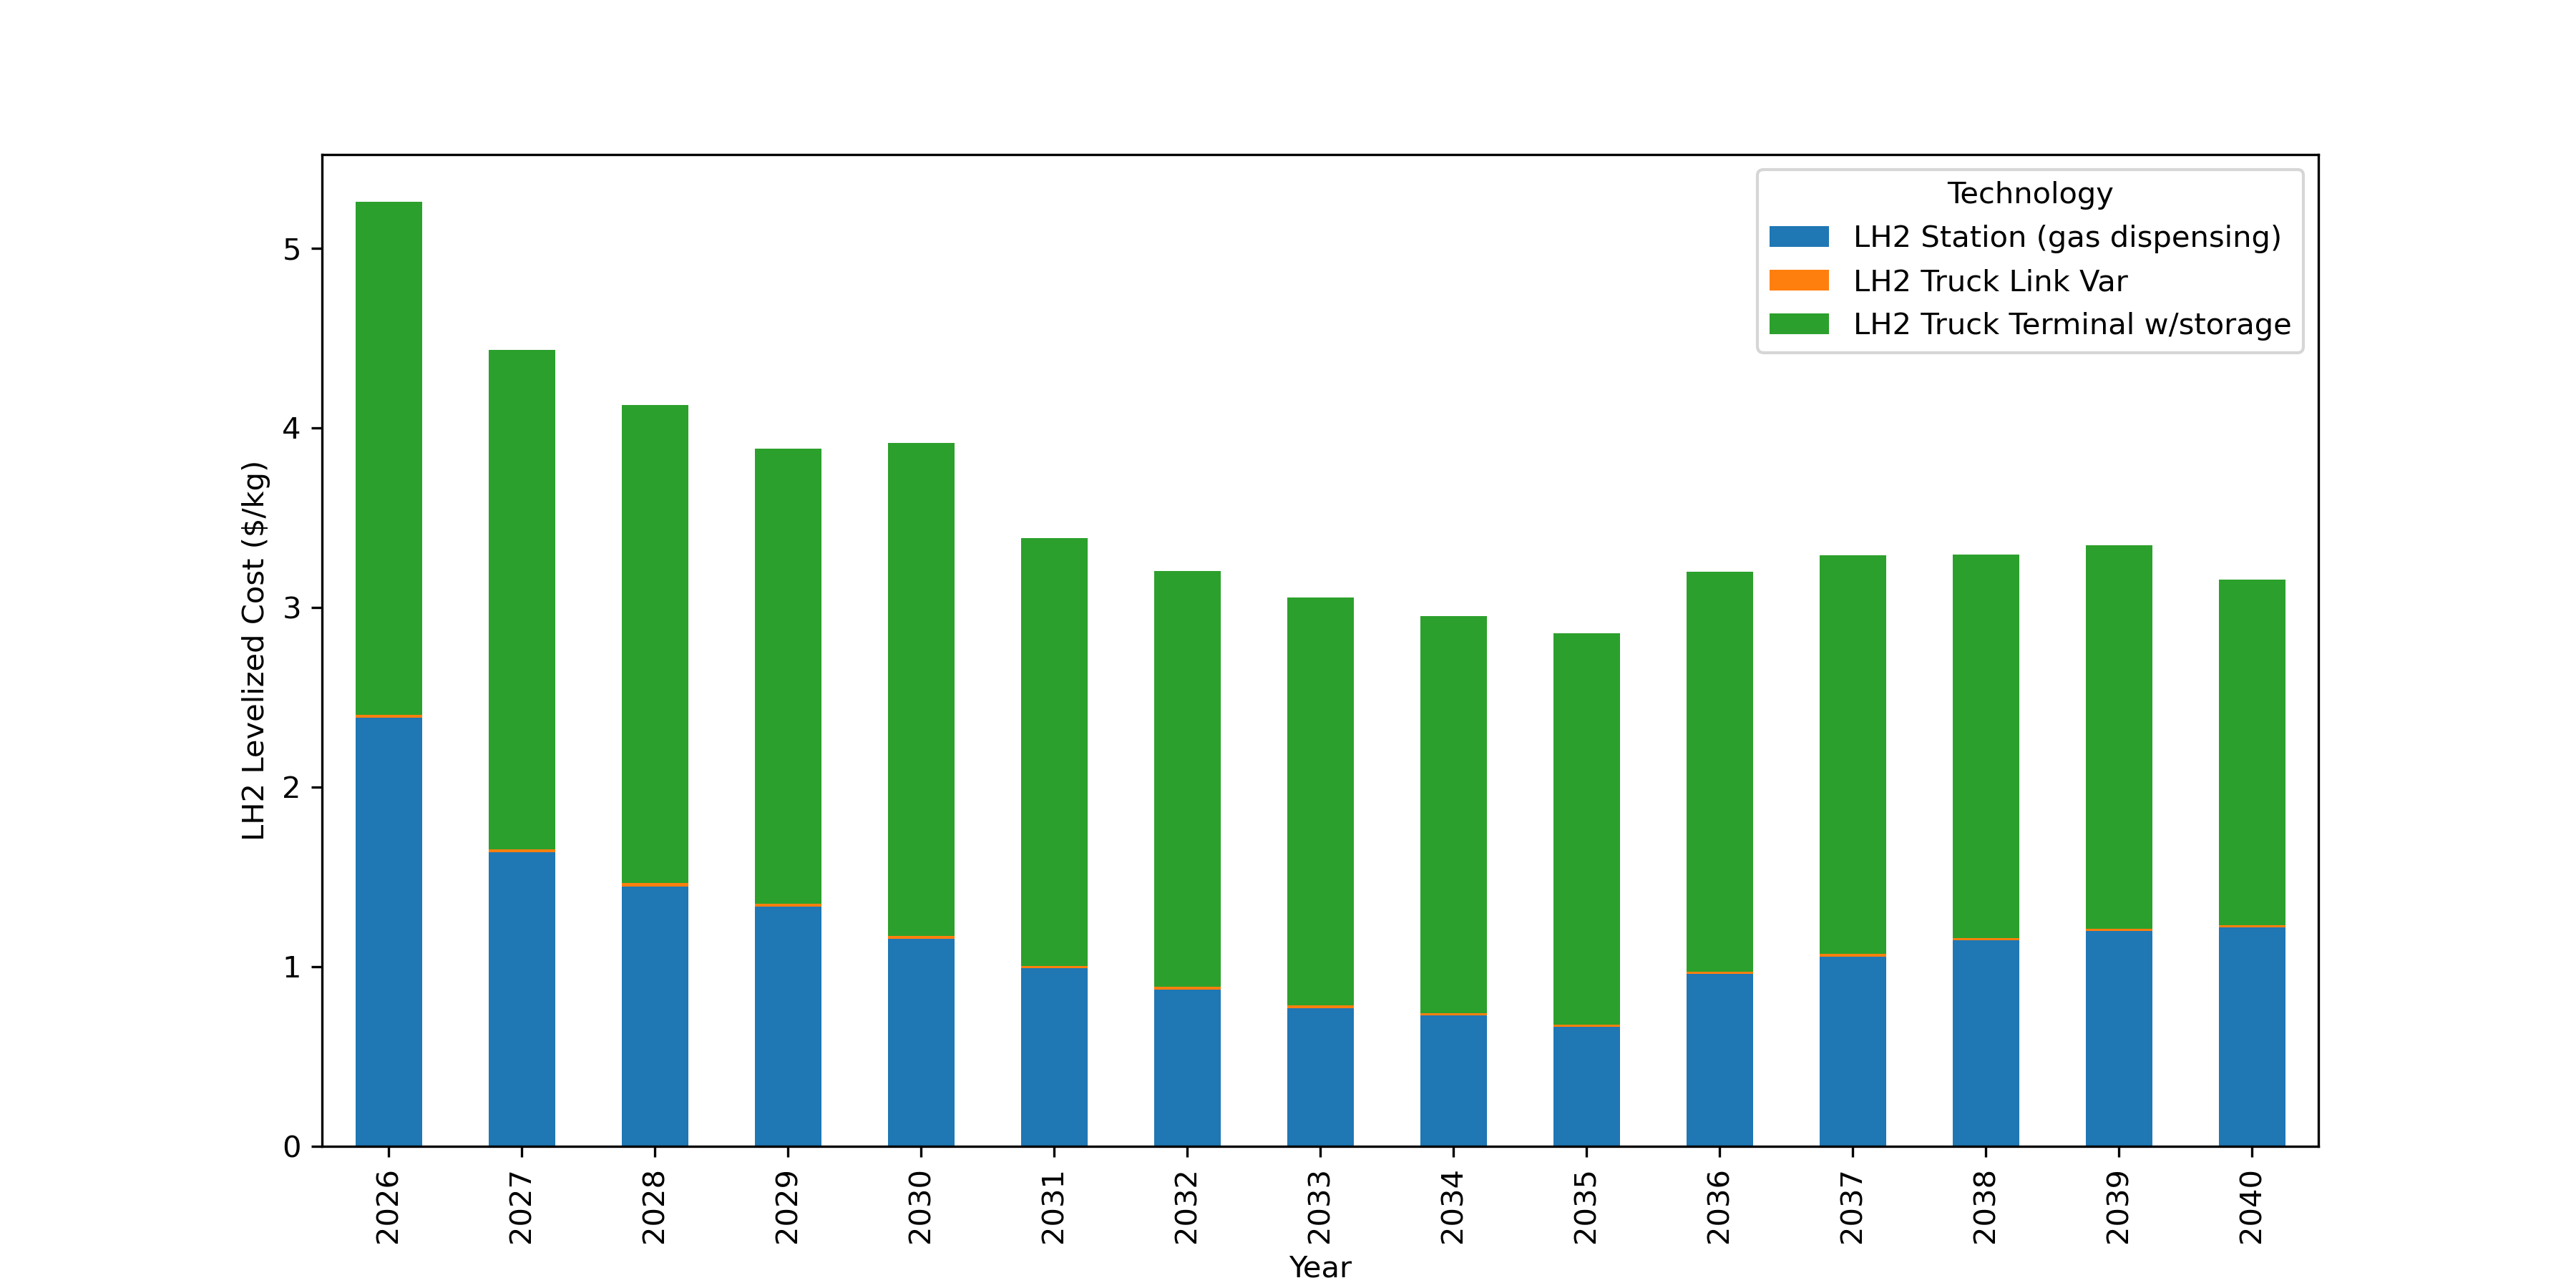 Technology
LH2 Station (gas dispensing)
LH2 Truck Link Var
LH2 Truck Terminal w/storage
LH2 Levelized Cost ($/kg)
5
4
3
2
1
0
2026 2027 2028 2029 2030 2031 2032 2033 2034 2035 2036 2037 2038 2039 2040
Year